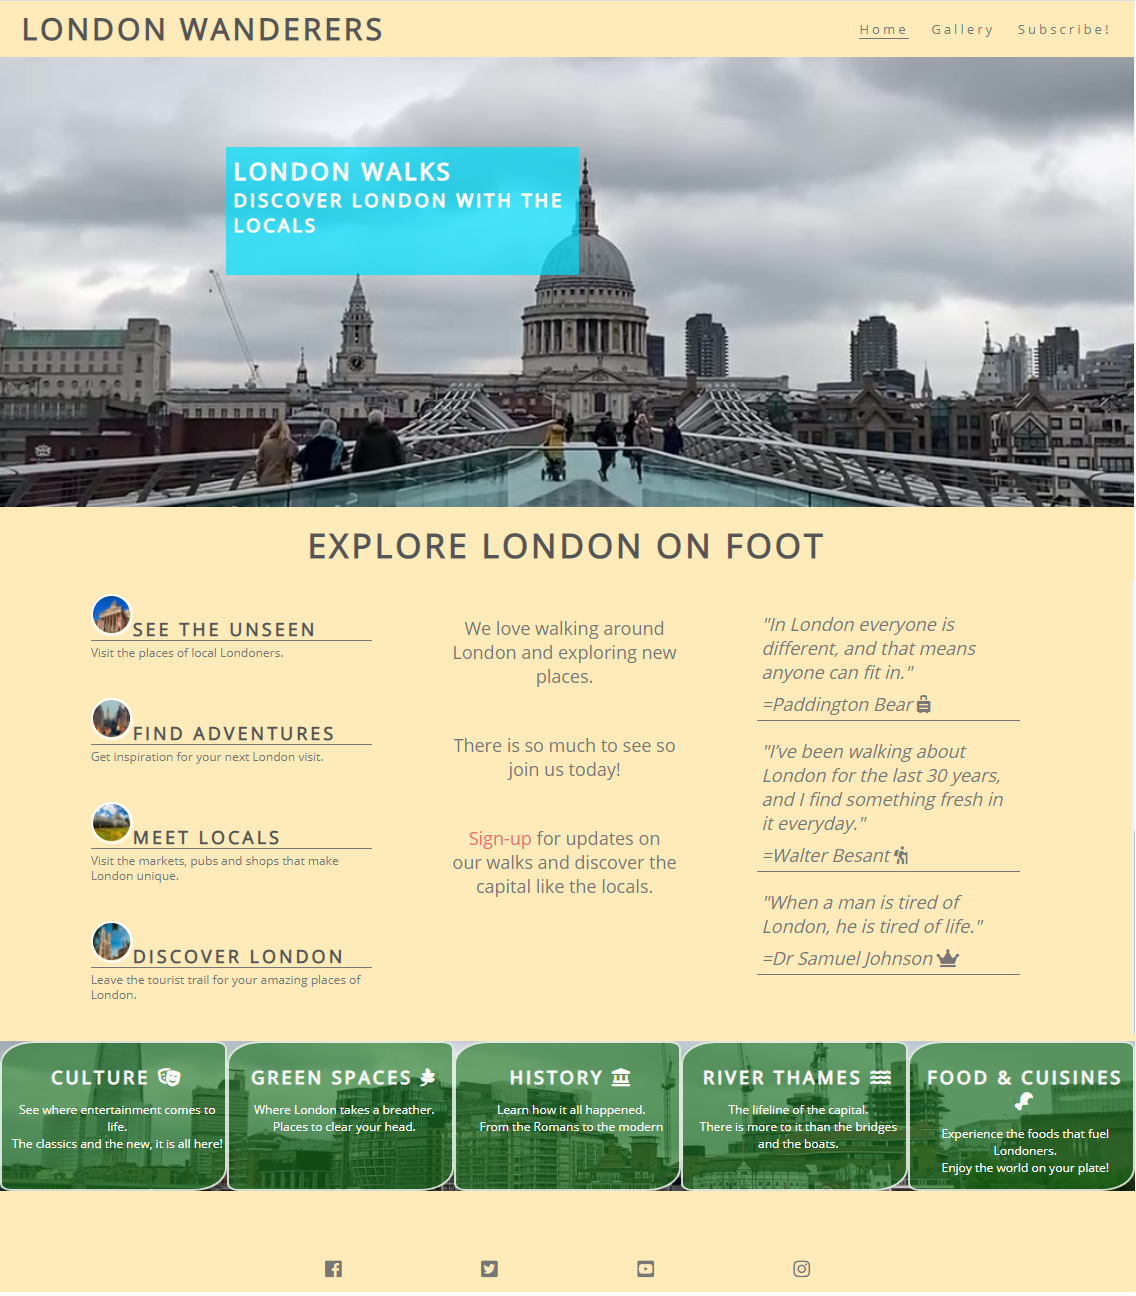 LONDON WANDERERS
Home Gallery Subscribe!
LONDON WALKS
DISCOVER LONDON WITH THE
LOCALS
EXPLORE LONDON ON FOOT
SEE THE UNSEEN
Visit the places of local Londoners.
FIND ADVENTURES
Get inspiration for your next London visit.
MEET LOCALS
Visit the markets, pubs and shops that make
London unique.
DISCOVER LONDON
Leave the tourist trail for your amazing places of
London.
We love walking around
London and exploring new
places.
There is so much to see so
join us today!
Sign-up for updates on
our walks and discover the
capital like the locals.
"In London everyone is
different, and that means
anyone can fit in."
=Paddington Bear
"I’ve been walking about
London for the last 30 years,
and I find something fresh in
it everyday."
=Walter Besant
"When a man is tired of
London, he is tired of life."
=Dr Samuel Johnson
CULTURE
See where entertainment comes to
life.
The classics and the new, it is all here!
GREEN SPACES
Where London takes a breather.
Places to clear your head.
HISTORY
Learn how it all happened.
From the Romans to the modern
RIVER THAMES
The lifeline of the capital.
There is more to it than the bridges
and the boats.
FOOD & CUISINES
Experience the foods that fuel
Londoners.
Enjoy the world on your plate!